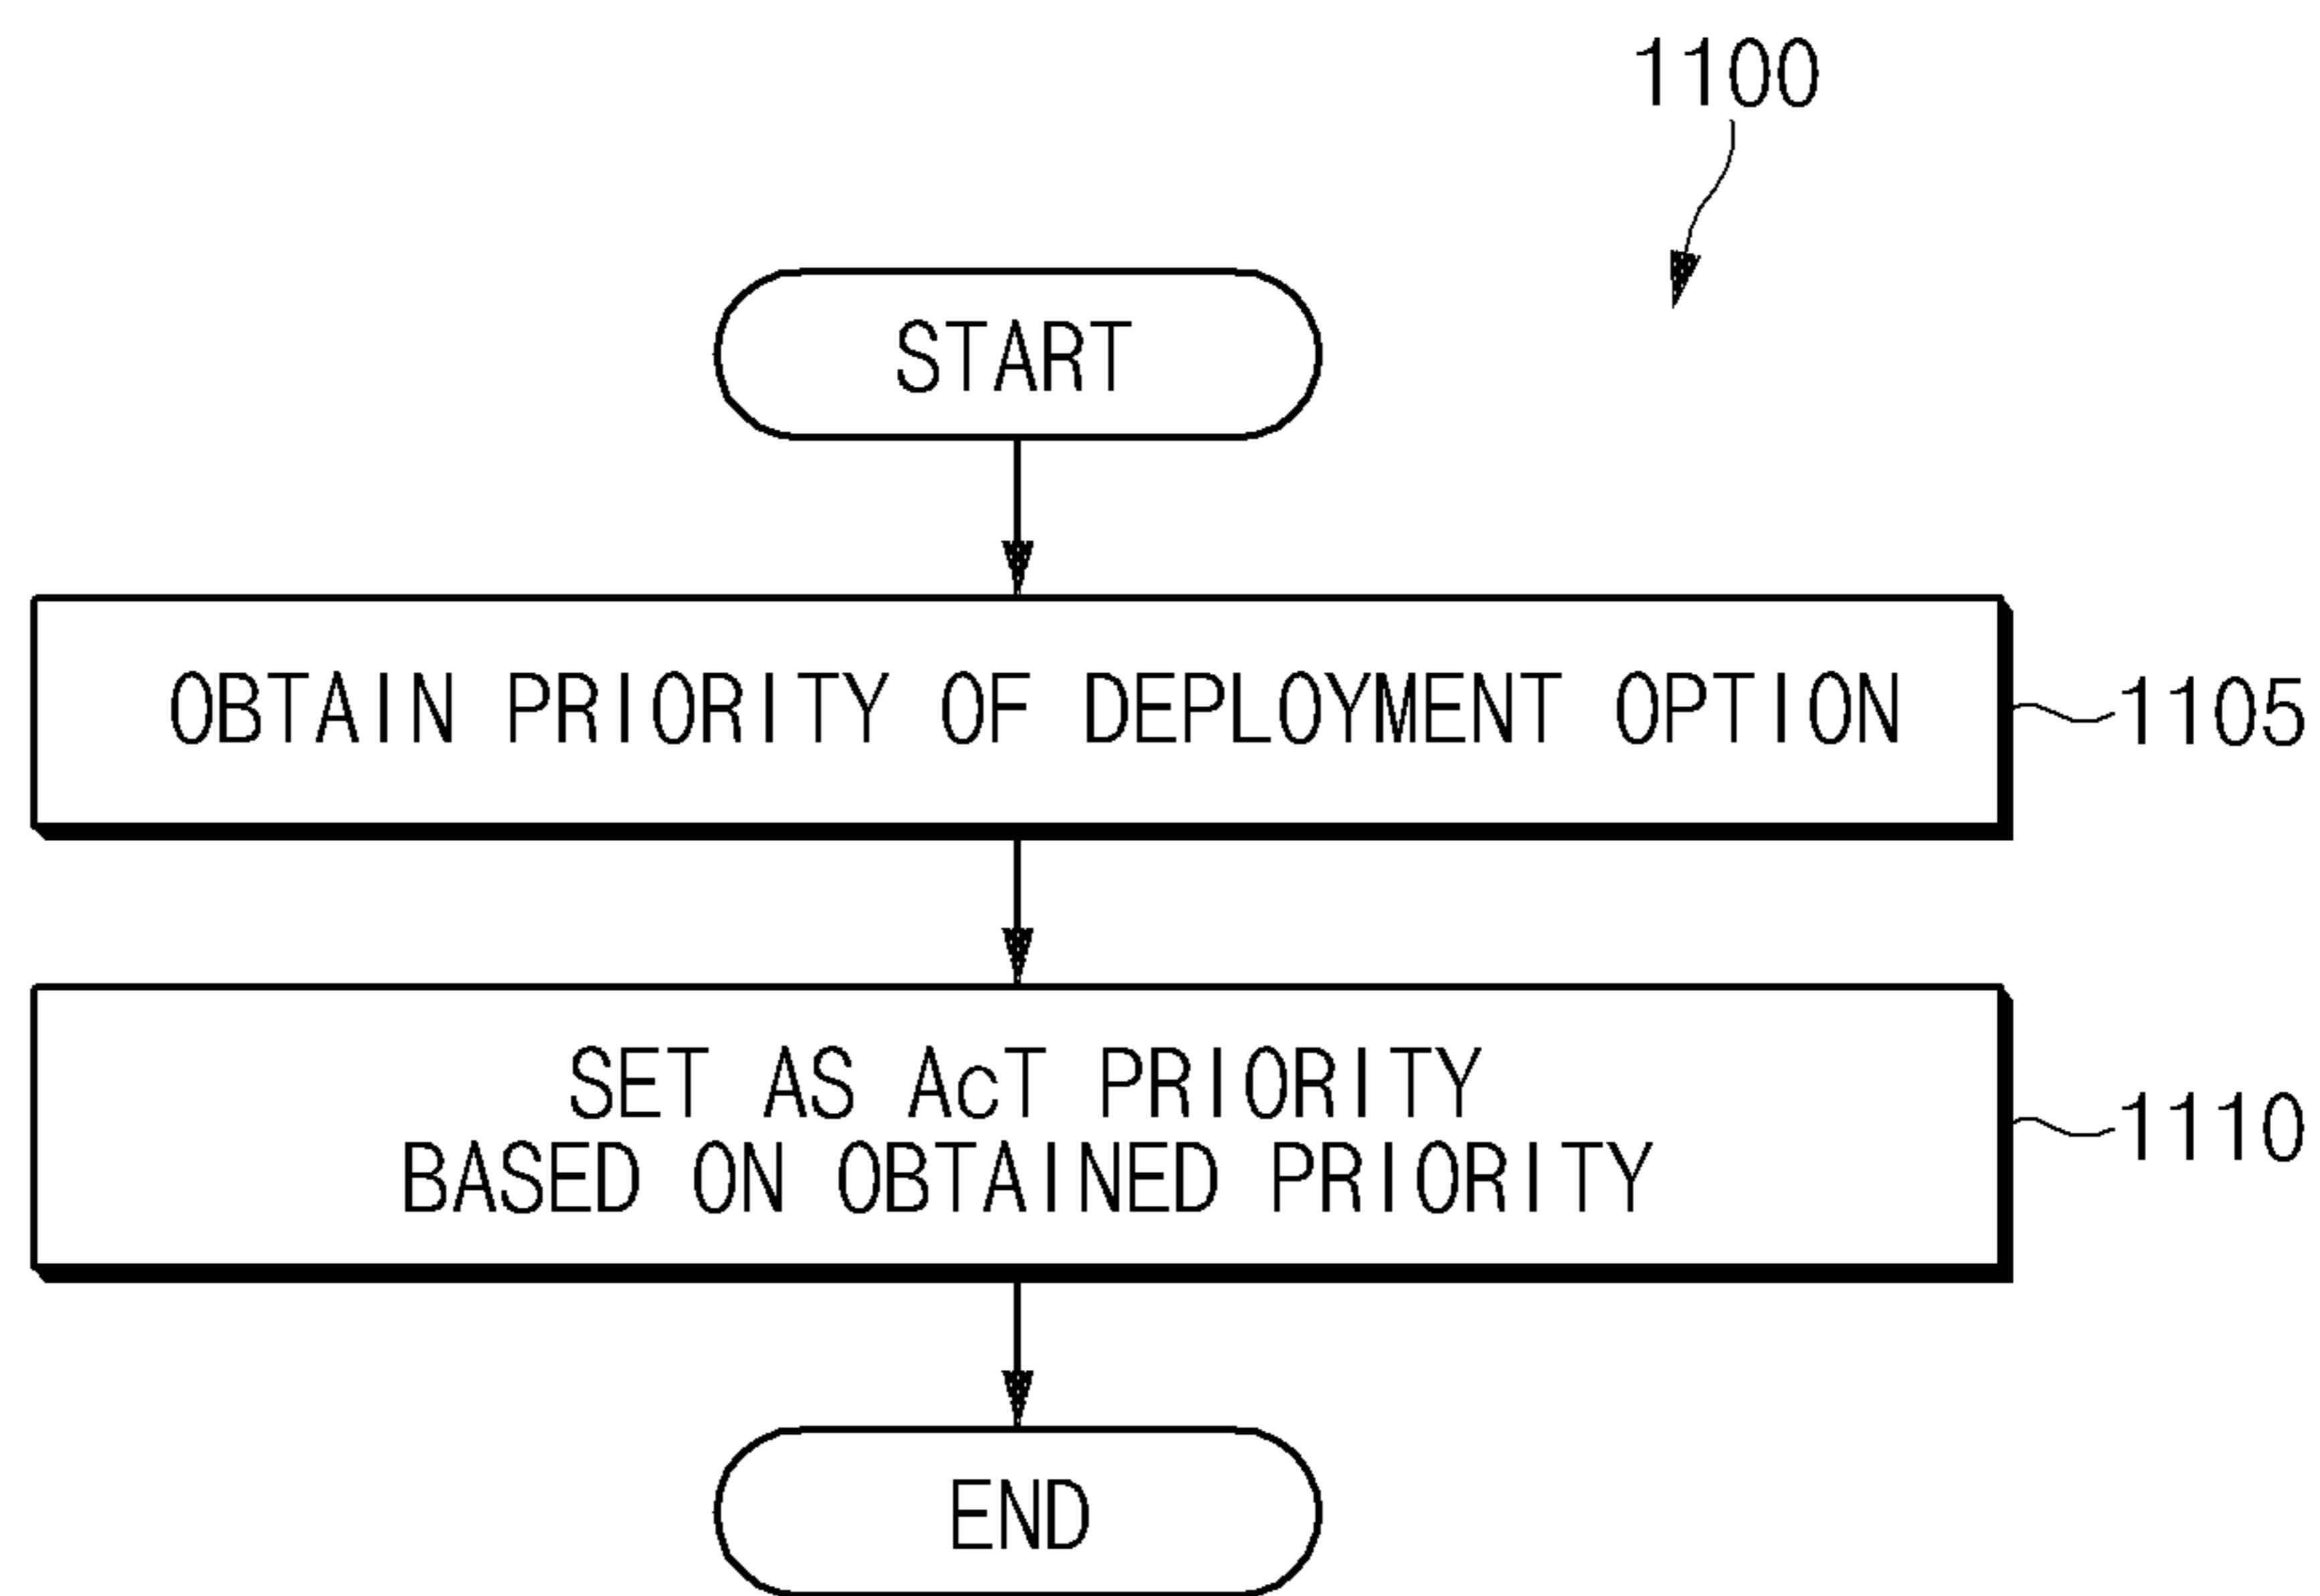 1100
START
OBTAIN PRIORITY OF DEPLOYMENT OPTION
1105
SET AS AcT PRIORITY
BASED ON OBTAINED PRIORITY
1110
END